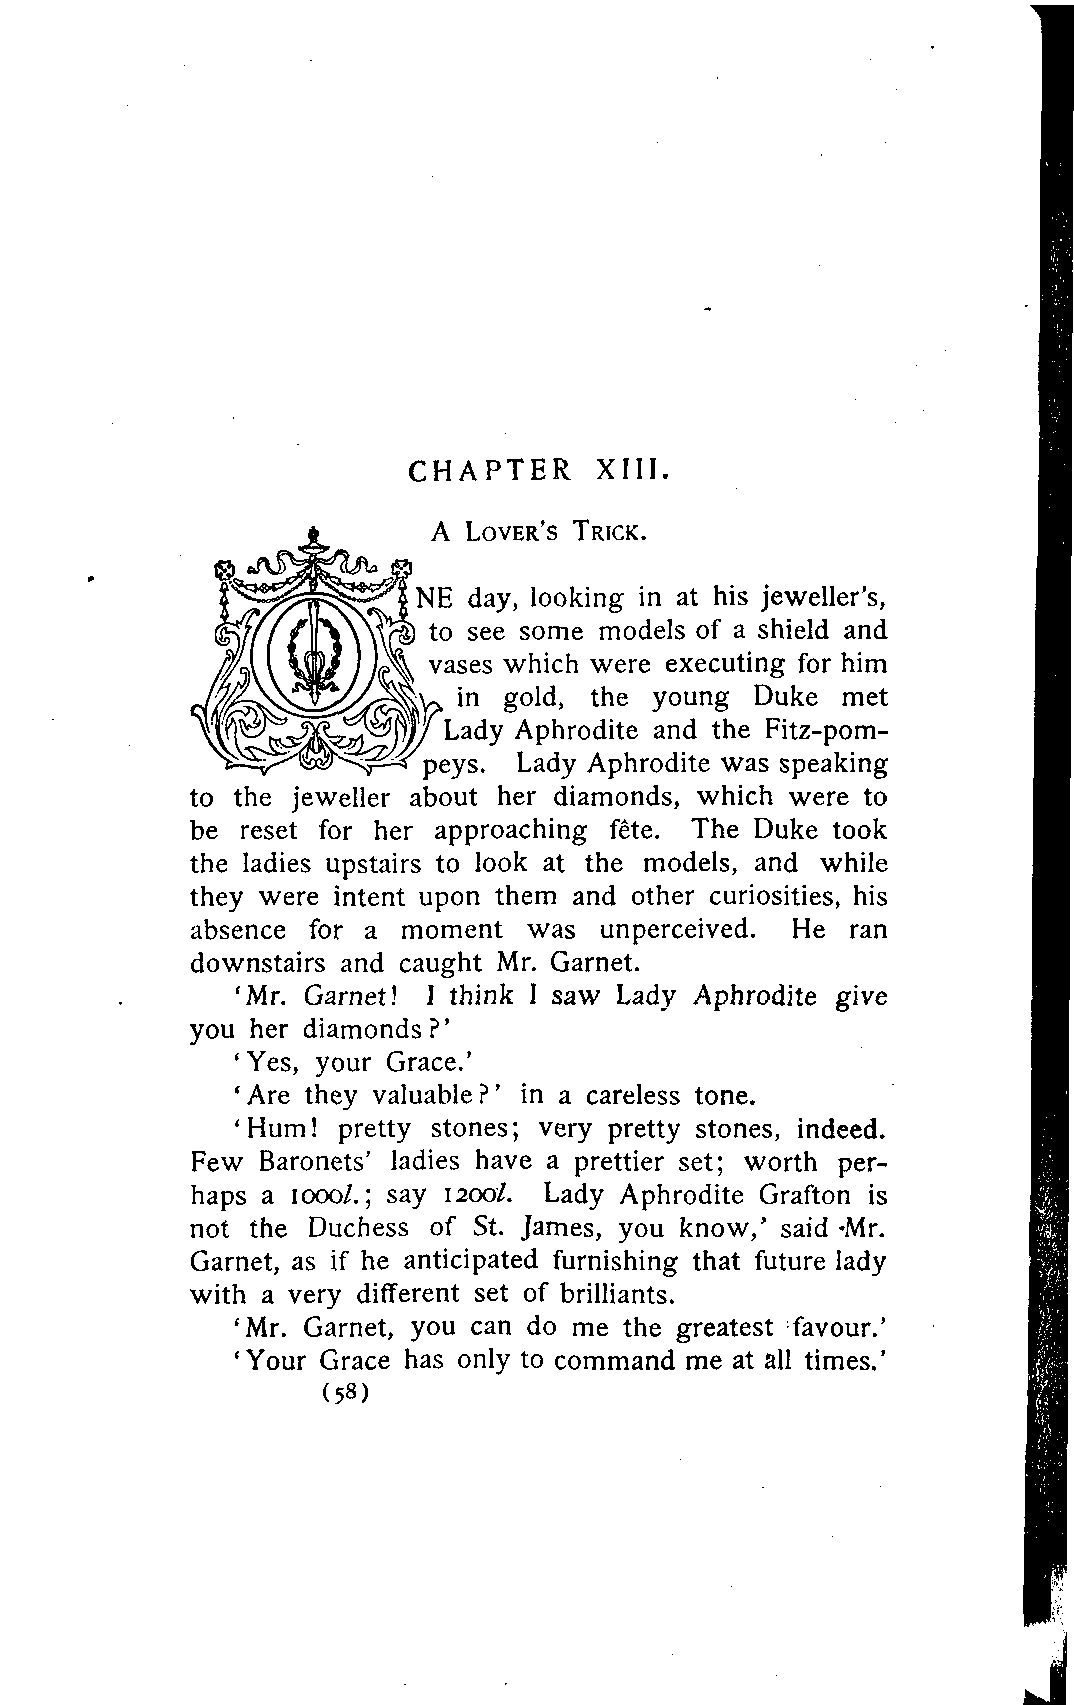 CHAPTER XIII.
A LOVER'S TRICK.
ONE day, looking in at his jeweller's,
to see some models of a shield and
vases which were executing for him
in gold, the young Duke met
Lady Aphrodite and the Fitz-pom-
peys. Lady Aphrodite was speaking
to the jeweller about her diamonds, which were to
be reset for her approaching fête. The Duke took
the ladies upstairs to look at the models, and while
they were intent upon them and other curiosities, his
absence for a moment was unperceived. He ran
downstairs and caught Mr. Garnet.
'Mr. Garnet! I think I saw Lady Aphrodite give
you her diamonds?'
'Yes, your Grace.'
'Are they valuable?' in a careless tone.
'Hum! pretty stones; very pretty stones, indeed.
Few Baronets' ladies have a prettier set; worth per-
haps a 1000l.; say 1200l. Lady Aphrodite Grafton is
not the Duchess of St. James, you know,' said Mr.
Garnet, as if he anticipated furnishing that future lady
with a very different set of brilliants.
'Mr. Garnet, you can do me the greatest favour.'
'Your Grace has only to command me at all times.'
(58)